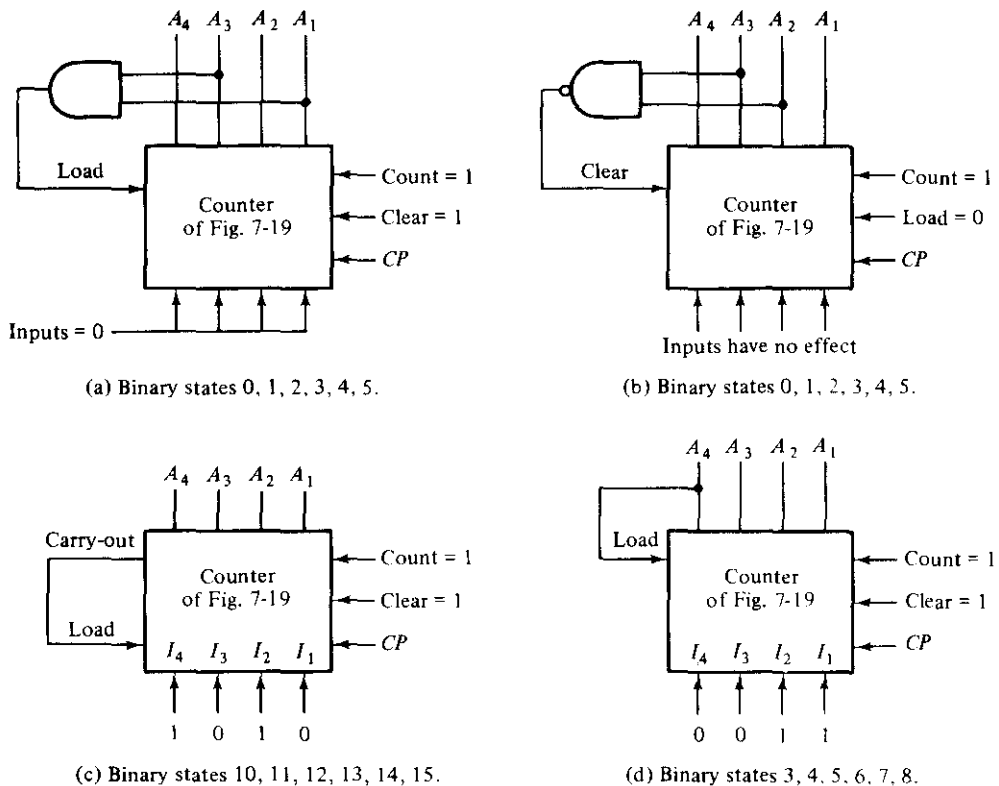 A4 A3 A2 A1
Load
Counter
of Fig. 7-19
Count = 1
Clear = 1
CP
Inputs = 0
(a) Binary states 0, 1, 2, 3, 4, 5.
A4 A3 A2 A1
Clear
Counter
of Fig. 7-19
Count = 1
Load = 0
CP
Inputs have no effect
(b) Binary states 0, 1, 2, 3, 4, 5.
A4 A3 A2 A1
Carry-out
Load
Counter
of Fig. 7-19
Count = 1
Clear = 1
CP
I4 I3 I2 I1
1 0 1 0
(c) Binary states 10, 11, 12, 13, 14, 15.
A4 A3 A2 A1
Load
Counter
of Fig. 7-19
Count = 1
Clear = 1
CP
I4 I3 I2 I1
0 0 1 1
(d) Binary states 3, 4, 5, 6, 7, 8.